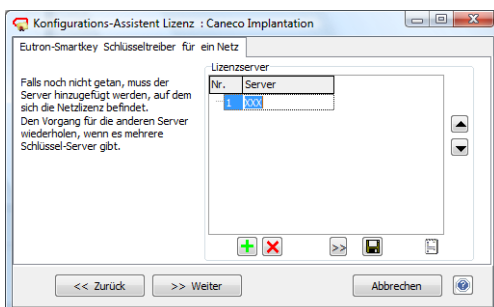 Konfigurations-Assistent Lizenz : Caneco Implantation
Eutron-Smartkey Schlüsseltreiber für ein Netz
Falls noch nicht getan, muss der
Server hinzugefügt werden, auf dem
sich die Netzlizenz befindet.
Den Vorgang für die anderen Server
wiederholen, wenn es mehrere
Schlüssel-Server gibt.
Lizenzserver
Nr. Server
1 XXX
>>
<< Zurück >> Weiter Abbrechen